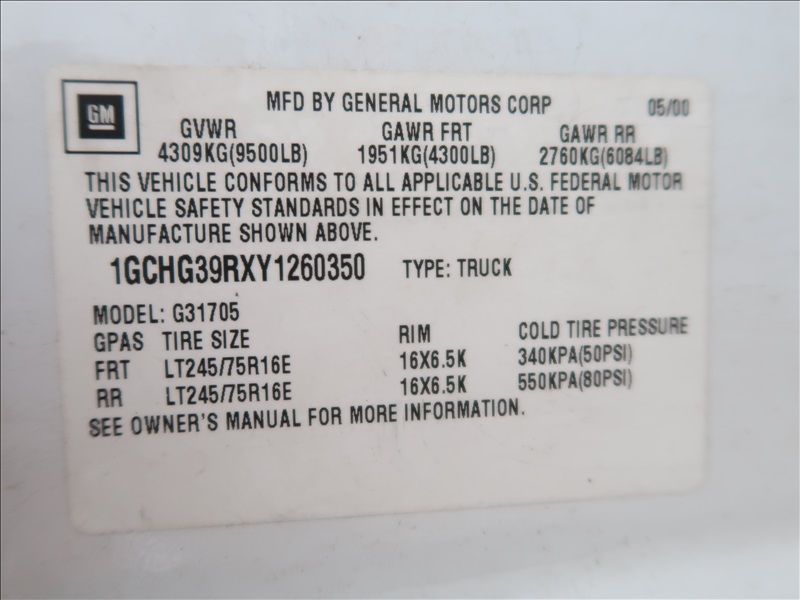 GM
MFD BY GENERAL MOTORS CORP 05/00
GVWR GAWR FRT GAWR RR
4309KG(9500LB) 1951KG(4300LB) 2760KG(6084LB)
THIS VEHICLE CONFORMS TO ALL APPLICABLE U.S. FEDERAL MOTOR
VEHICLE SAFETY STANDARDS IN EFFECT ON THE DATE OF
MANUFACTURE SHOWN ABOVE.
1GCHG39RXY1260350 TYPE: TRUCK
MODEL: G31705
GPAS TIRE SIZE RIM COLD TIRE PRESSURE
FRT LT245/75R16E 16X6.5K 340KPA(50PSI)
RR LT245/75R16E 16X6.5K 550KPA(80PSI)
SEE OWNER'S MANUAL FOR MORE INFORMATION.